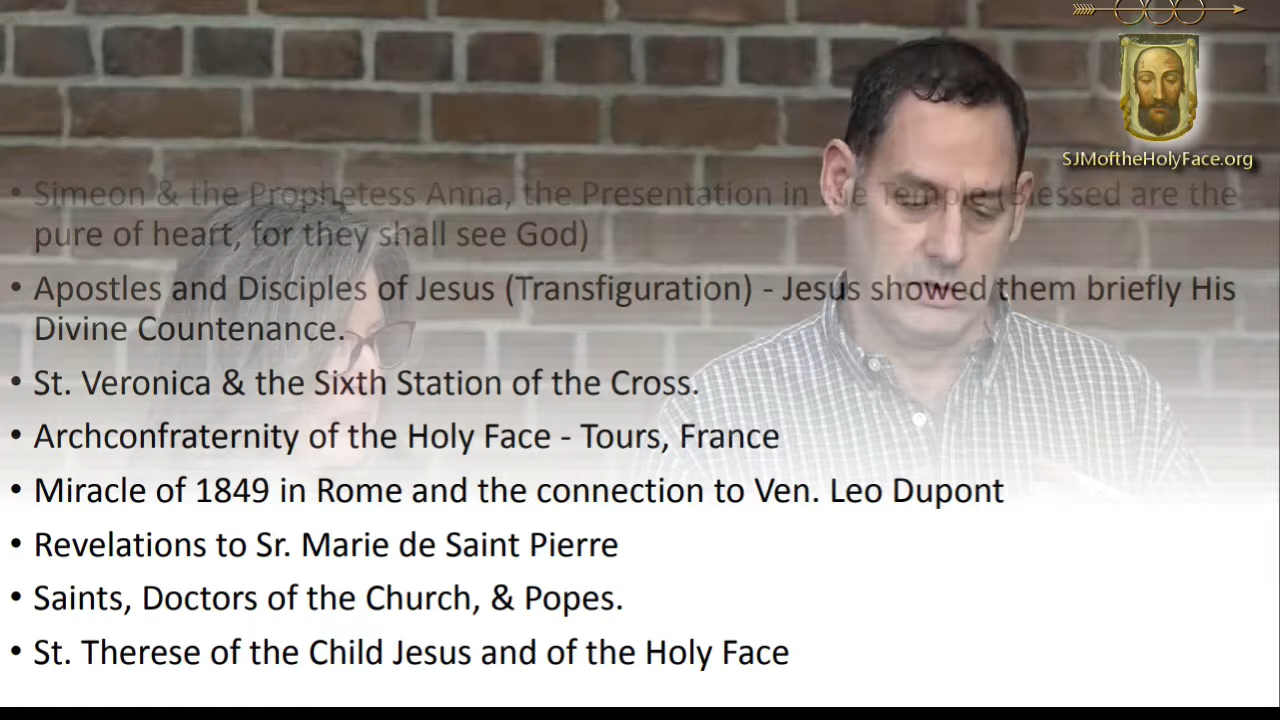 SJMoftheHolyFace.org
• Simeon & the Prophetess Anna, the Presentation in the Temple (Blessed are the
pure of heart, for they shall see God)
• Apostles and Disciples of Jesus (Transfiguration) - Jesus showed them briefly His
Divine Countenance.
• St. Veronica & the Sixth Station of the Cross.
• Archconfraternity of the Holy Face - Tours, France
• Miracle of 1849 in Rome and the connection to Ven. Leo Dupont
• Revelations to Sr. Marie de Saint Pierre
• Saints, Doctors of the Church, & Popes.
• St. Therese of the Child Jesus and of the Holy Face